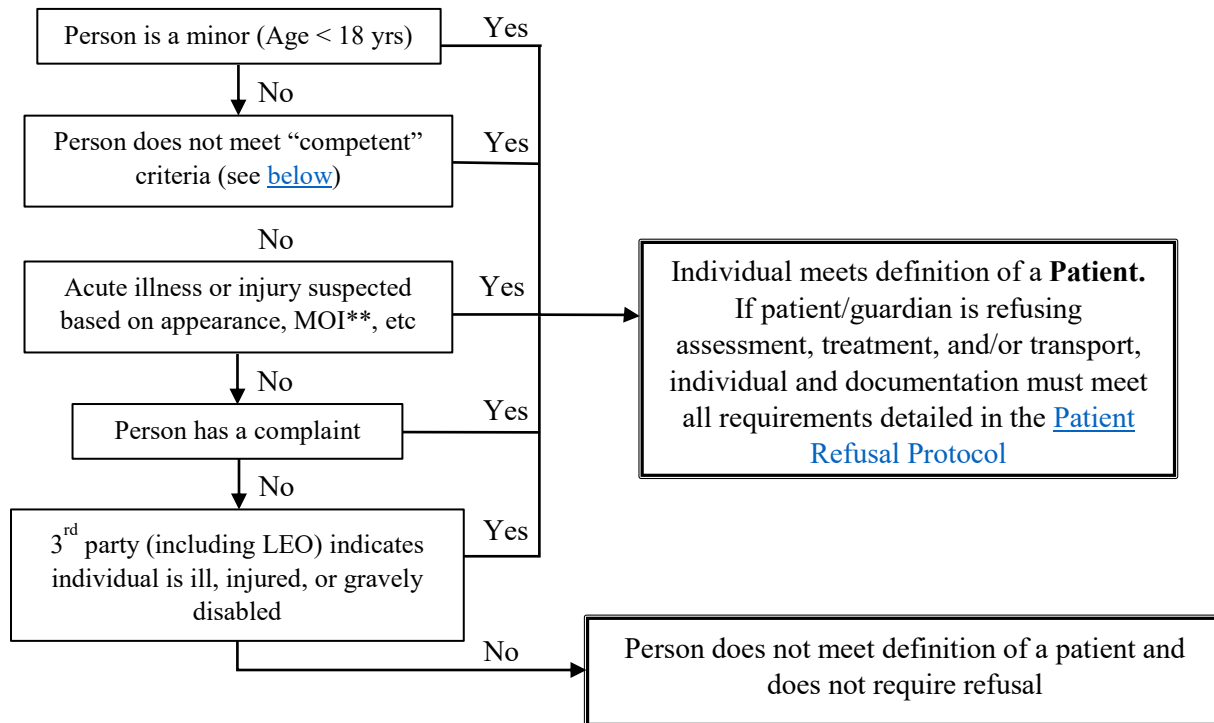 Person is a minor (Age < 18 yrs)
Yes
No
Person does not meet “competent”
criteria (see below)
Yes
No
Acute illness or injury suspected
based on appearance, MOI**, etc
Yes
Individual meets definition of a Patient.
If patient/guardian is refusing
assessment, treatment, and/or transport,
individual and documentation must meet
all requirements detailed in the Patient
Refusal Protocol
No
Person has a complaint
Yes
No
3rd party (including LEO) indicates
individual is ill, injured, or gravely
disabled
Yes
No
Person does not meet definition of a patient and
does not require refusal